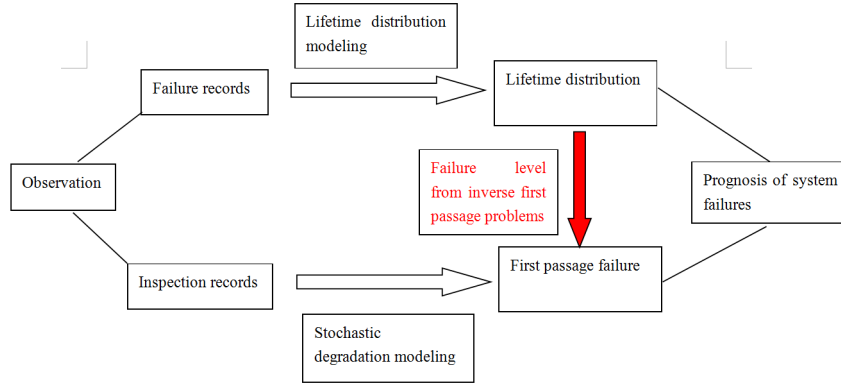 Lifetime distribution
modeling
Failure records
Lifetime distribution
Failure level
from inverse first
passage problems
Observation
Prognosis of system
failures
First passage failure
Inspection records
Stochastic
degradation modeling